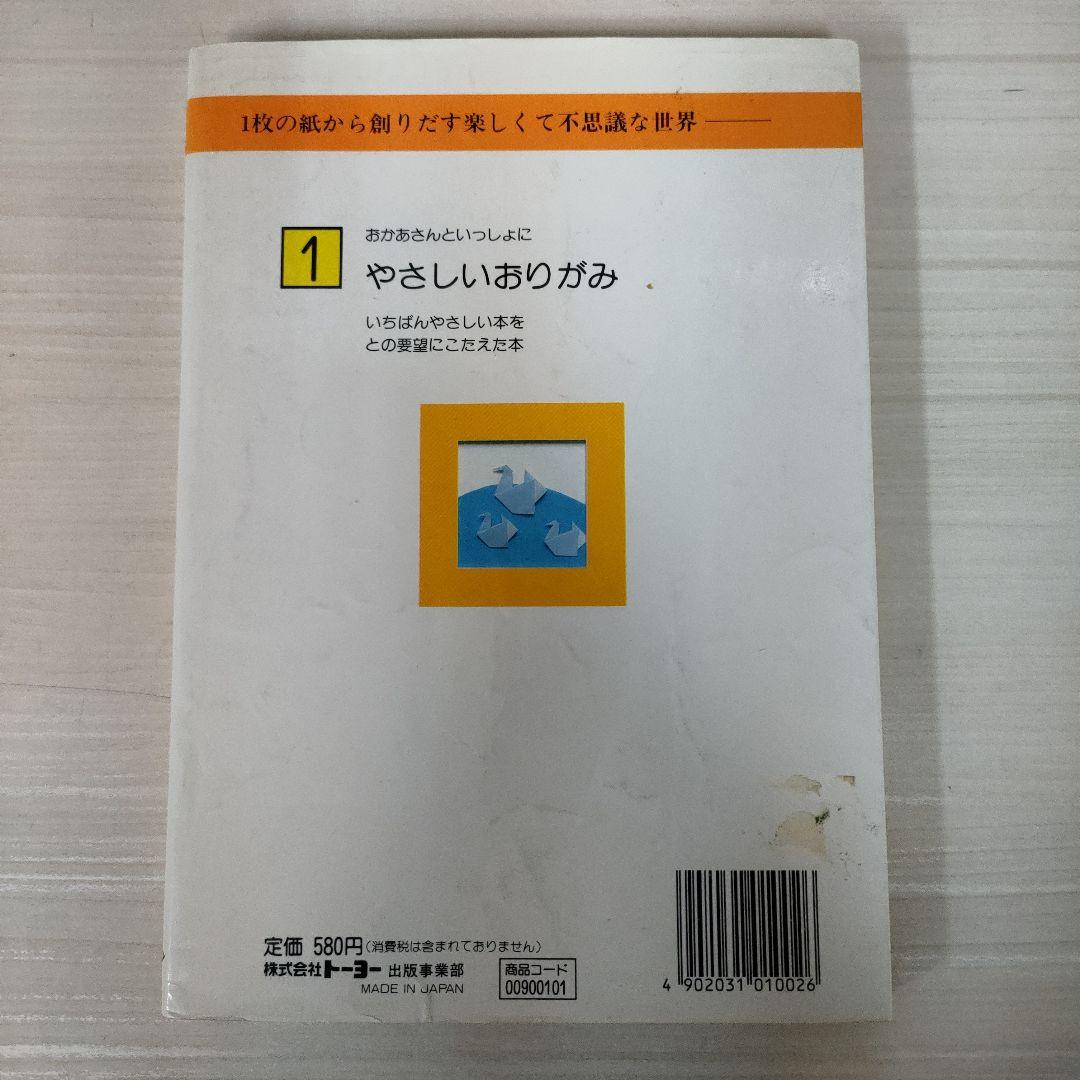 1枚の紙から創りだす楽しくて不思議な世界───
1
おかあさんといっしょに
やさしいおりがみ
いちばんやさしい本を
との要望にこたえた本
定価 580円(消費税は含まれておりません)
株式会社トーヨー 出版事業部
MADE IN JAPAN
商品コード
00900101
4 902031 010026